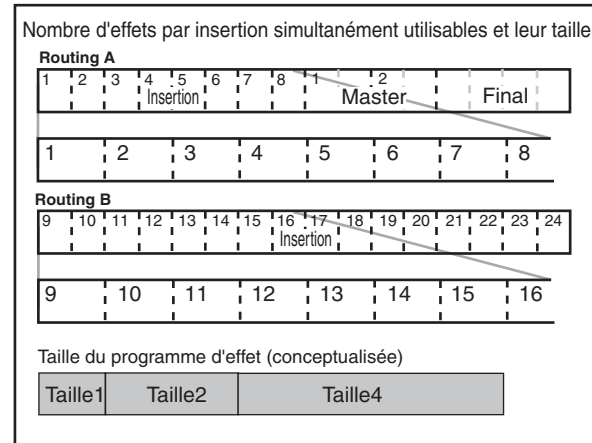 Nombre d'effets par insertion simultanément utilisables et leur taille
Routing A
1 2 3 4 5 6 7 8 1 2
Insertion Master Final
1 2 3 4 5 6 7 8
Routing B
9 10 11 12 13 14 15 16 17 18 19 20 21 22 23 24
Insertion
9 10 11 12 13 14 15 16
Taille du programme d'effet (conceptualisée)
Taille1 Taille2 Taille4